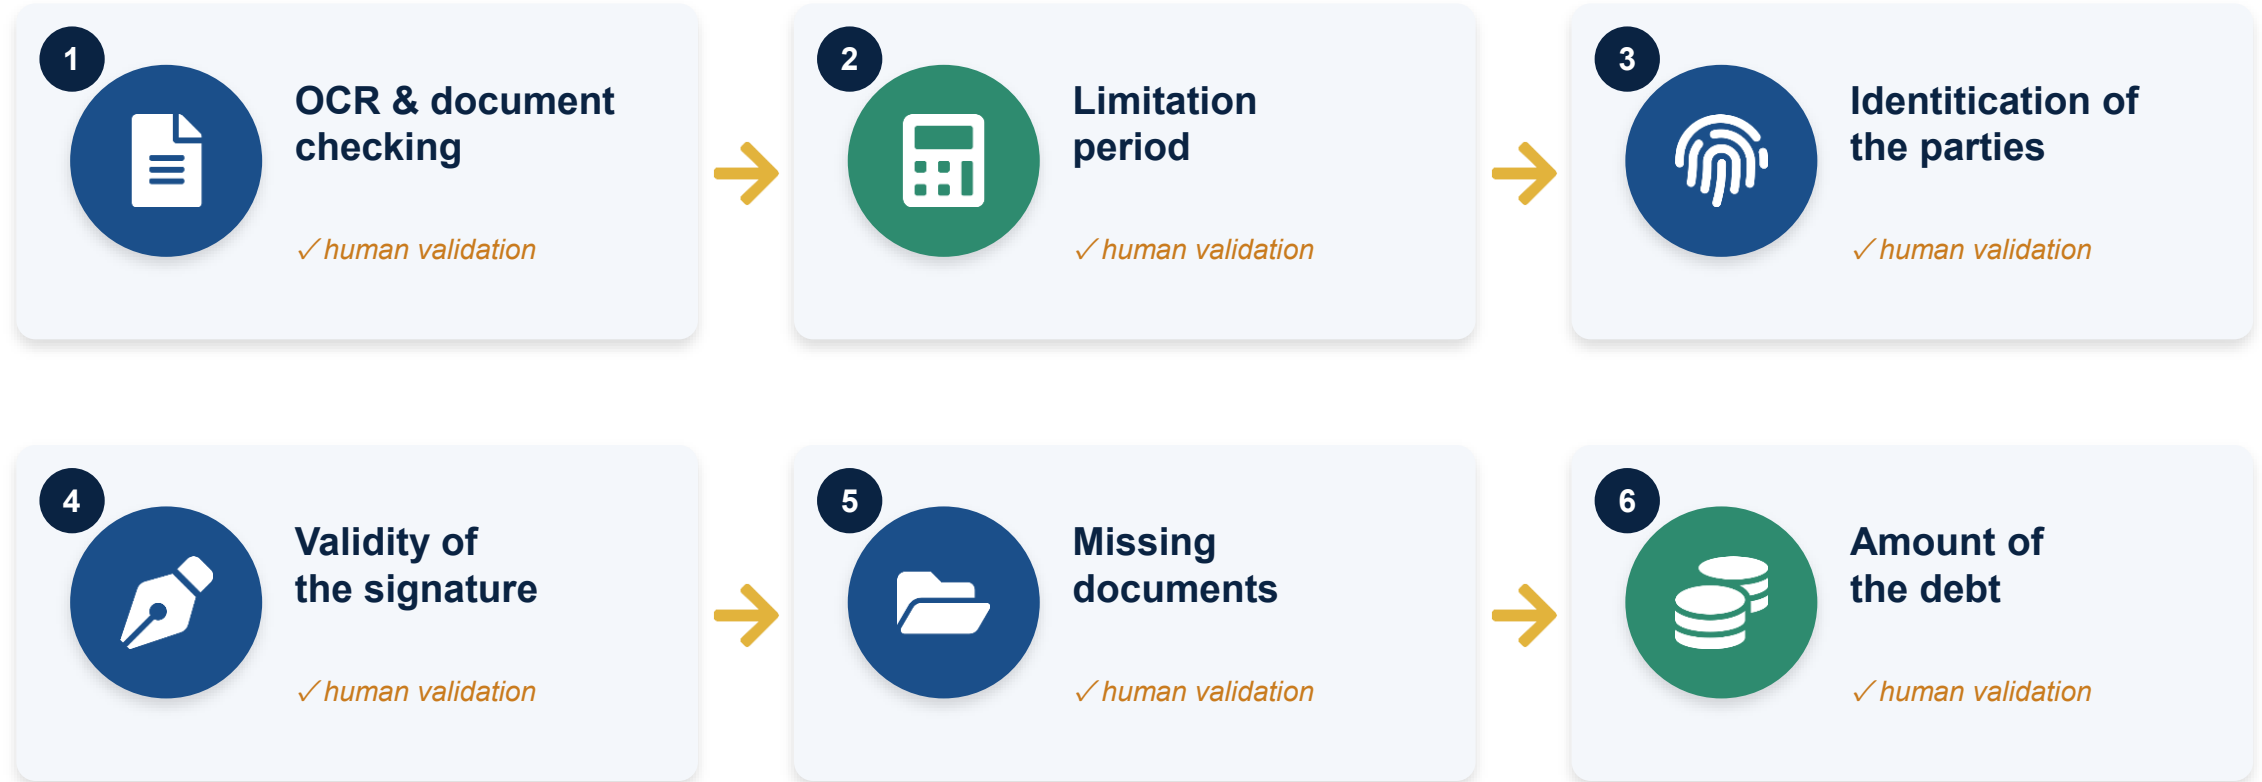 1
OCR & document
checking
✓ human validation
2
Limitation
period
✓ human validation
3
Identitication of
the parties
✓ human validation
4
Validity of
the signature
✓ human validation
5
Missing
documents
✓ human validation
6
Amount of
the debt
✓ human validation